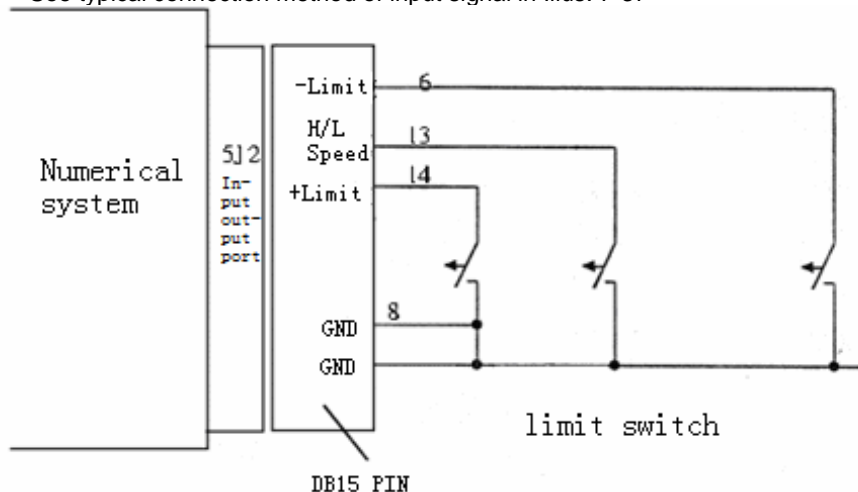 -Limit 6
H/L
Speed 13
+Limit 14
Numerical
system
5J2
In-
put
out-
put
port
GND 8
GND
limit switch
DB15 PIN